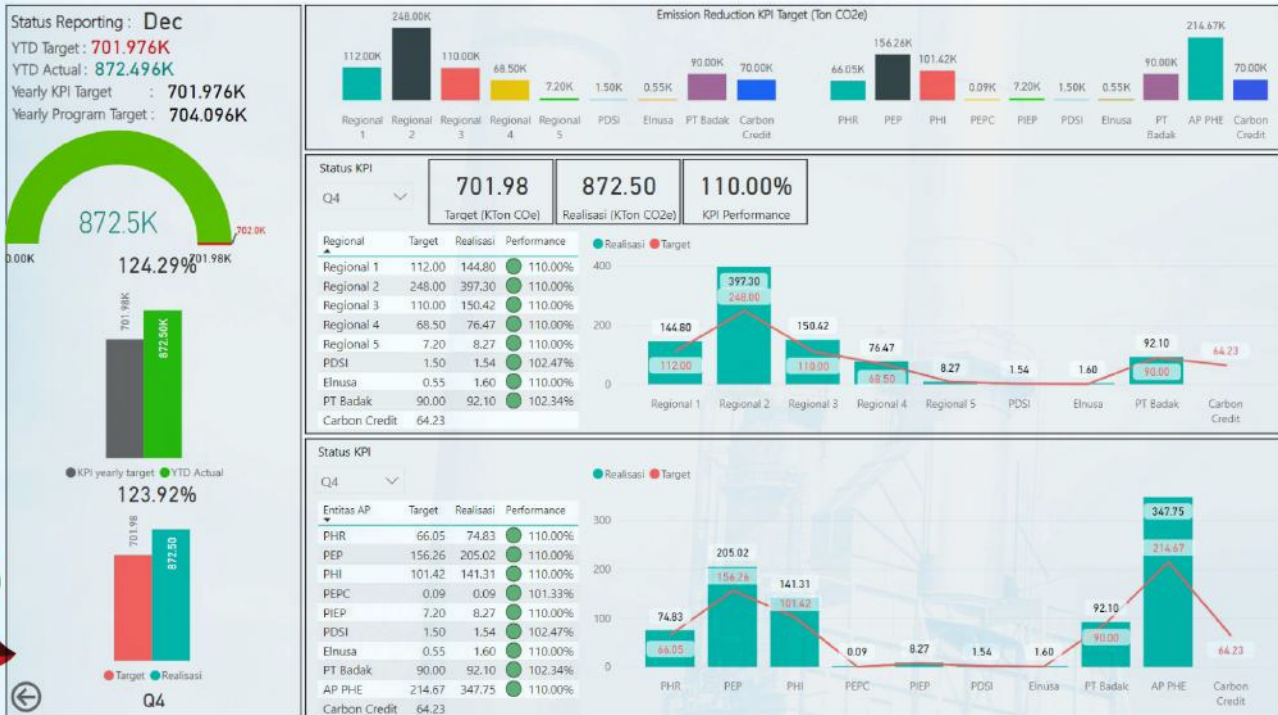 Status Reporting : Dec
YTD Target : 701.976K
YTD Actual : 872.496K
Yearly KPI Target : 701.976K
Yearly Program Target : 704.096K
872.5K
0.00K
702.0K
701.98K
124.29%
701.98K
872.50K
KPI yearly target YTD Actual
123.92%
701.98
872.50
Target Realisasi
Q4
Emission Reduction KPI Target (Ton CO2e)
112.00K 248.00K 110.00K 68.50K 7.20K 1.50K 0.55K 90.00K 70.00K
Regional 1 Regional 2 Regional 3 Regional 4 Regional 5 PDSI Elnusa PT Badak Carbon Credit
66.05K 156.26K 101.42K 0.09K 7.20K 1.50K 0.55K 90.00K 214.67K 70.00K
PHR PEP PHI PEPC PIEP PDSI Elnusa PT Badak AP PHE Carbon Credit
Status KPI
Q4
701.98
Target (KTon COe)
872.50
Realisasi (KTon CO2e)
110.00%
KPI Performance
Regional Target Realisasi Performance
Regional 1 112.00 144.80 110.00%
Regional 2 248.00 397.30 110.00%
Regional 3 110.00 150.42 110.00%
Regional 4 68.50 76.47 110.00%
Regional 5 7.20 8.27 110.00%
PDSI 1.50 1.54 102.47%
Elnusa 0.55 1.60 110.00%
PT Badak 90.00 92.10 102.34%
Carbon Credit 64.23
Realisasi Target
400
200
0
144.80 397.30 150.42 76.47 8.27 1.54 1.60 92.10 64.23
112.00 248.00 110.00 68.50 90.00
Regional 1 Regional 2 Regional 3 Regional 4 Regional 5 PDSI Elnusa PT Badak Carbon Credit
Status KPI
Q4
Entitas AP Target Realisasi Performance
PHR 66.05 74.83 110.00%
PEP 156.26 205.02 110.00%
PHI 101.42 141.31 110.00%
PEPC 0.09 0.09 101.33%
PIEP 7.20 8.27 110.00%
PDSI 1.50 1.54 102.47%
Elnusa 0.55 1.60 110.00%
PT Badak 90.00 92.10 102.34%
AP PHE 214.67 347.75 110.00%
Carbon Credit 64.23
Realisasi Target
300
200
100
0
74.83 205.02 141.31 0.09 8.27 1.54 1.60 92.10 347.75 64.23
66.05 156.26 101.42 90.00 214.67
PHR PEP PHI PEPC PIEP PDSI Elnusa PT Badak AP PHE Carbon Credit